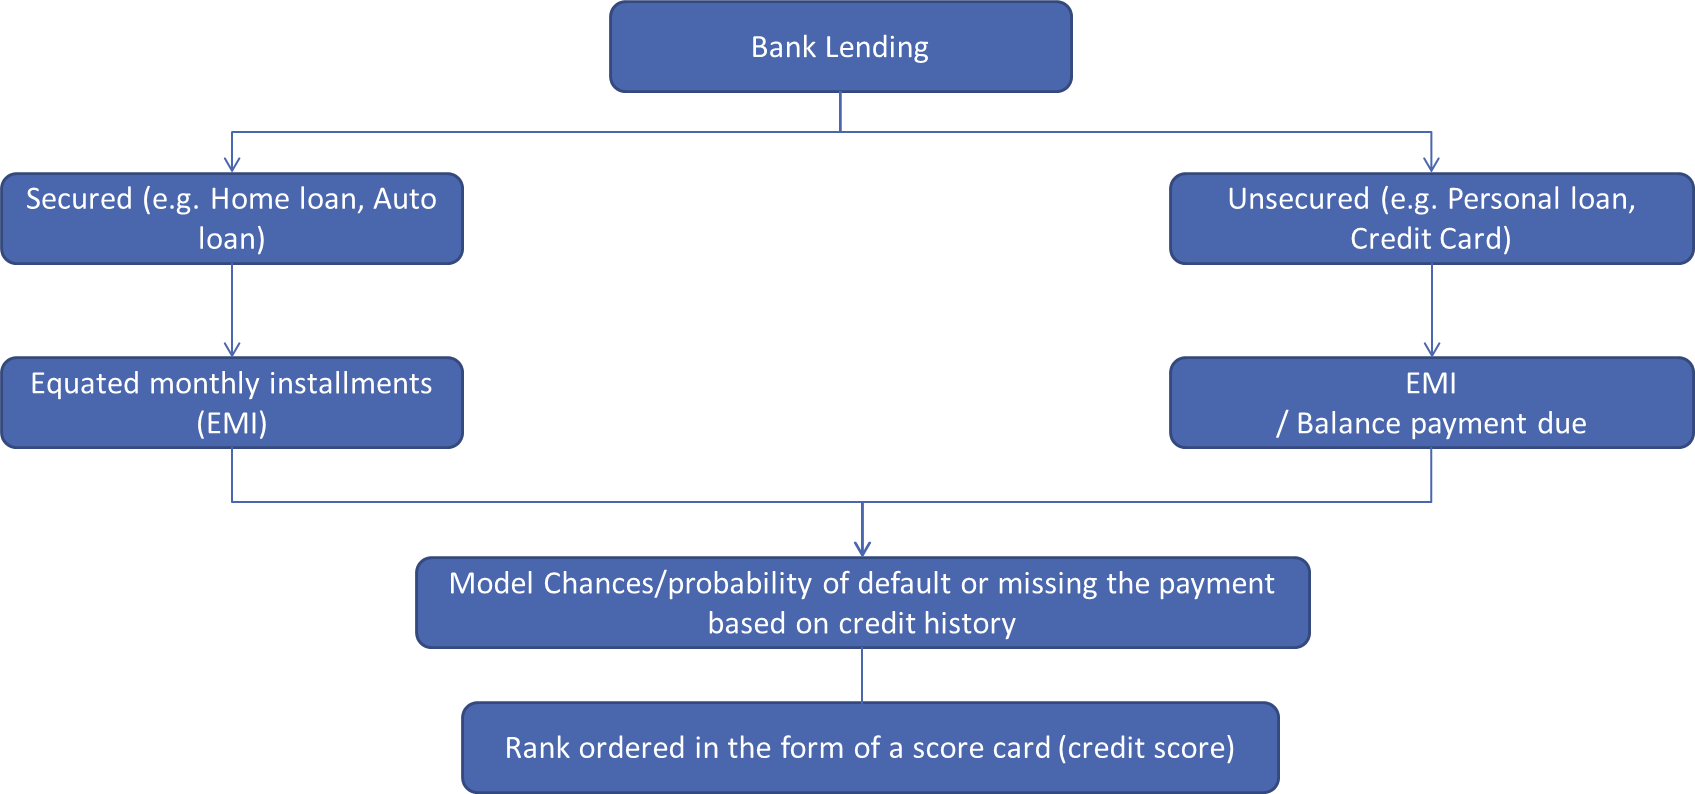 Bank Lending
Secured (e.g. Home loan, Auto
loan)
Unsecured (e.g. Personal loan,
Credit Card)
Equated monthly installments
(EMI)
EMI
/ Balance payment due
Model Chances/probability of default or missing the payment
based on credit history
Rank ordered in the form of a score card (credit score)